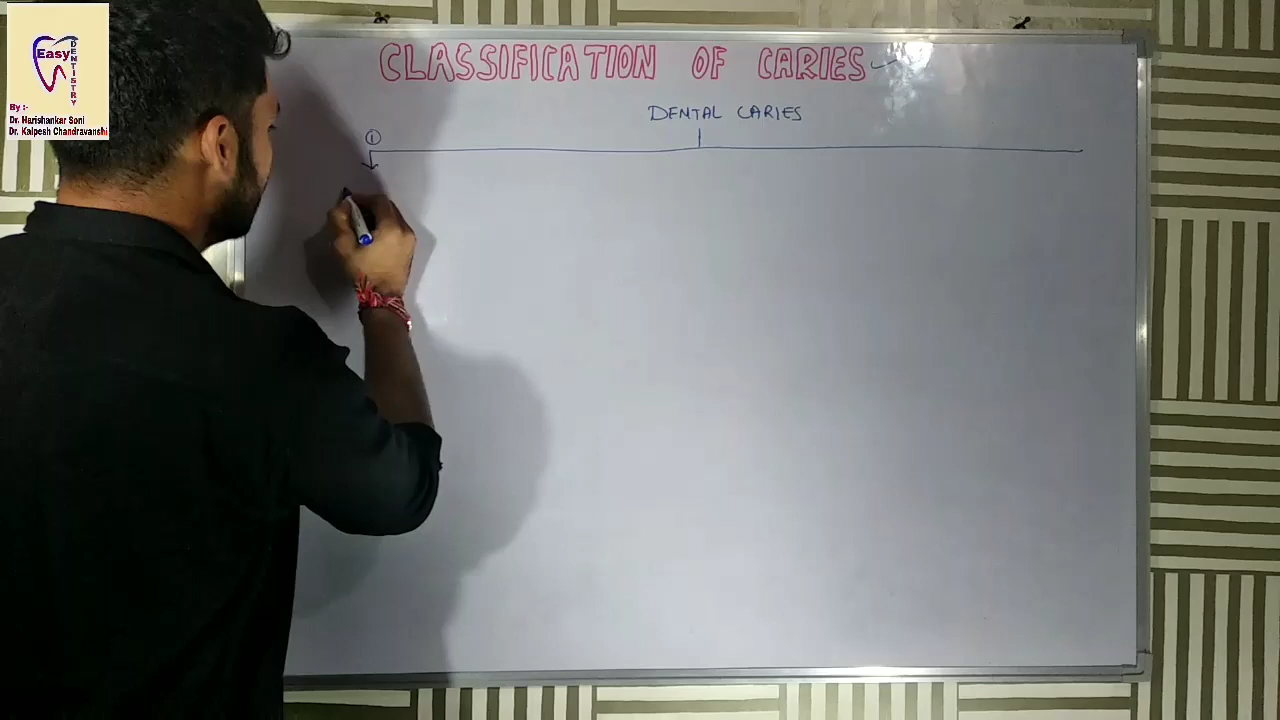 Easy
DENTISTRY
By :-
Dr. Harishankar Soni
Dr. Kalpesh Chandravanshi
CLASSIFICATION OF CARIES
DENTAL CARIES
①